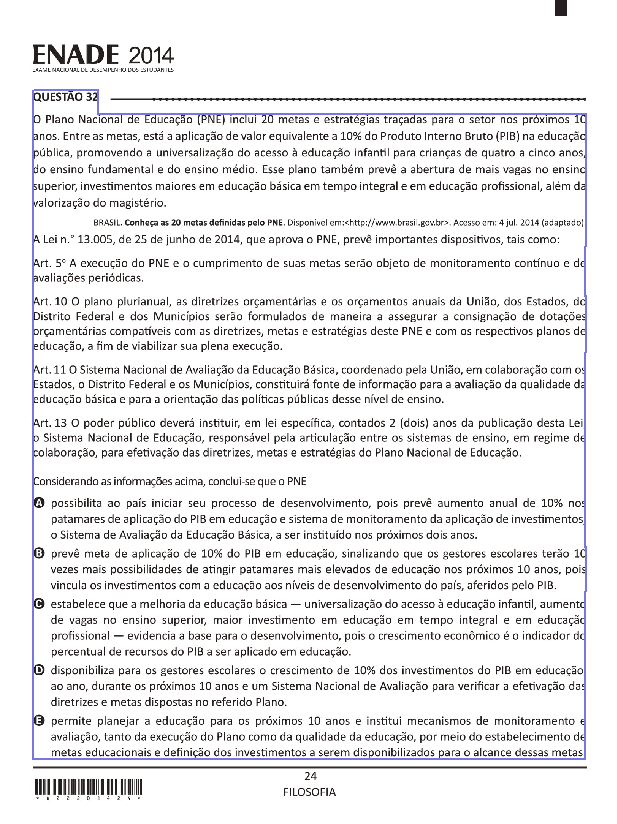 ENADE 2014
EXAME NACIONAL DE DESEMPENHO DOS ESTUDANTES
QUESTÃO 32
O Plano Nacional de Educação (PNE) inclui 20 metas e estratégias traçadas para o setor nos próximos 10
anos. Entre as metas, está a aplicação de valor equivalente a 10% do Produto Interno Bruto (PIB) na educação
pública, promovendo a universalização do acesso à educação infantil para crianças de quatro a cinco anos,
do ensino fundamental e do ensino médio. Esse plano também prevê a abertura de mais vagas no ensino
superior, investimentos maiores em educação básica em tempo integral e em educação profissional, além da
valorização do magistério.
BRASIL. Conheça as 20 metas definidas pelo PNE. Disponível em:<http://www.brasil.gov.br>. Acesso em: 4 jul. 2014 (adaptado)
A Lei n.° 13.005, de 25 de junho de 2014, que aprova o PNE, prevê importantes dispositivos, tais como:
Art. 5º A execução do PNE e o cumprimento de suas metas serão objeto de monitoramento contínuo e de
avaliações periódicas.
Art. 10 O plano plurianual, as diretrizes orçamentárias e os orçamentos anuais da União, dos Estados, do
Distrito Federal e dos Municípios serão formulados de maneira a assegurar a consignação de dotações
orçamentárias compatíveis com as diretrizes, metas e estratégias deste PNE e com os respectivos planos de
educação, a fim de viabilizar sua plena execução.
Art. 11 O Sistema Nacional de Avaliação da Educação Básica, coordenado pela União, em colaboração com os
Estados, o Distrito Federal e os Municípios, constituirá fonte de informação para a avaliação da qualidade da
educação básica e para a orientação das políticas públicas desse nível de ensino.
Art. 13 O poder público deverá instituir, em lei específica, contados 2 (dois) anos da publicação desta Lei
o Sistema Nacional de Educação, responsável pela articulação entre os sistemas de ensino, em regime de
colaboração, para efetivação das diretrizes, metas e estratégias do Plano Nacional de Educação.
Considerando as informações acima, conclui-se que o PNE
A possibilita ao país iniciar seu processo de desenvolvimento, pois prevê aumento anual de 10% nos
patamares de aplicação do PIB em educação e sistema de monitoramento da aplicação de investimentos,
o Sistema de Avaliação da Educação Básica, a ser instituído nos próximos dois anos.
B prevê meta de aplicação de 10% do PIB em educação, sinalizando que os gestores escolares terão 10
vezes mais possibilidades de atingir patamares mais elevados de educação nos próximos 10 anos, pois
vincula os investimentos com a educação aos níveis de desenvolvimento do país, aferidos pelo PIB.
C estabelece que a melhoria da educação básica — universalização do acesso à educação infantil, aumento
de vagas no ensino superior, maior investimento em educação em tempo integral e em educação
profissional — evidencia a base para o desenvolvimento, pois o crescimento econômico é o indicador do
percentual de recursos do PIB a ser aplicado em educação.
D disponibiliza para os gestores escolares o crescimento de 10% dos investimentos do PIB em educação
ao ano, durante os próximos 10 anos e um Sistema Nacional de Avaliação para verificar a efetivação das
diretrizes e metas dispostas no referido Plano.
E permite planejar a educação para os próximos 10 anos e institui mecanismos de monitoramento e
avaliação, tanto da execução do Plano como da qualidade da educação, por meio do estabelecimento de
metas educacionais e definição dos investimentos a serem disponibilizados para o alcance dessas metas
24
FILOSOFIA